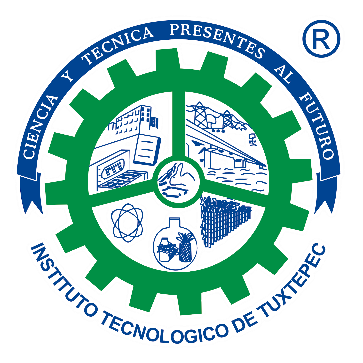 ®
CIENCIA Y TECNICA PRESENTES AL FUTURO
INSTITUTO TECNOLOGICO DE TUXTEPEC